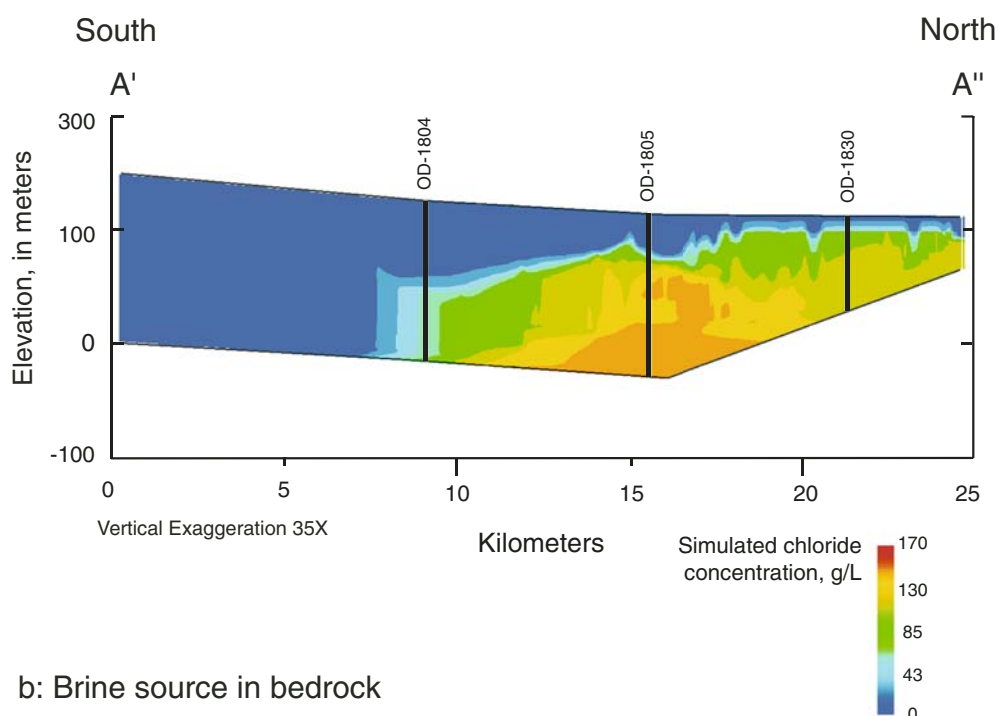 South
North
A'
A"
300
100
0
-100
Elevation, in meters
OD-1804
OD-1805
OD-1830
0
5
10
15
20
25
Vertical Exaggeration 35X
Kilometers
Simulated chloride
concentration, g/L
170
130
85
43
0
b: Brine source in bedrock